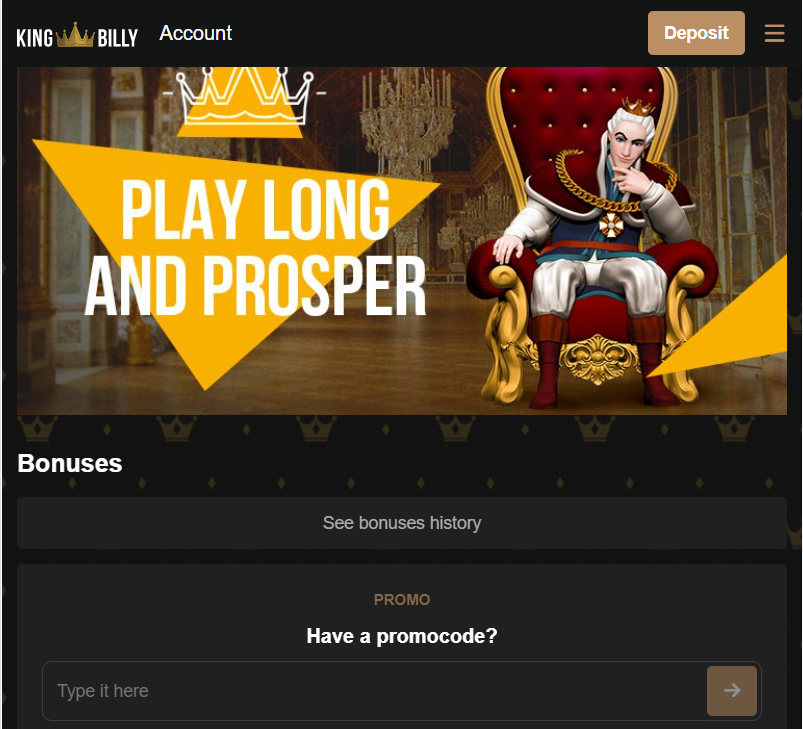 KING BILLY
Account
Deposit
PLAY LONG
AND PROSPER
Bonuses
See bonuses history
PROMO
Have a promocode?
Type it here